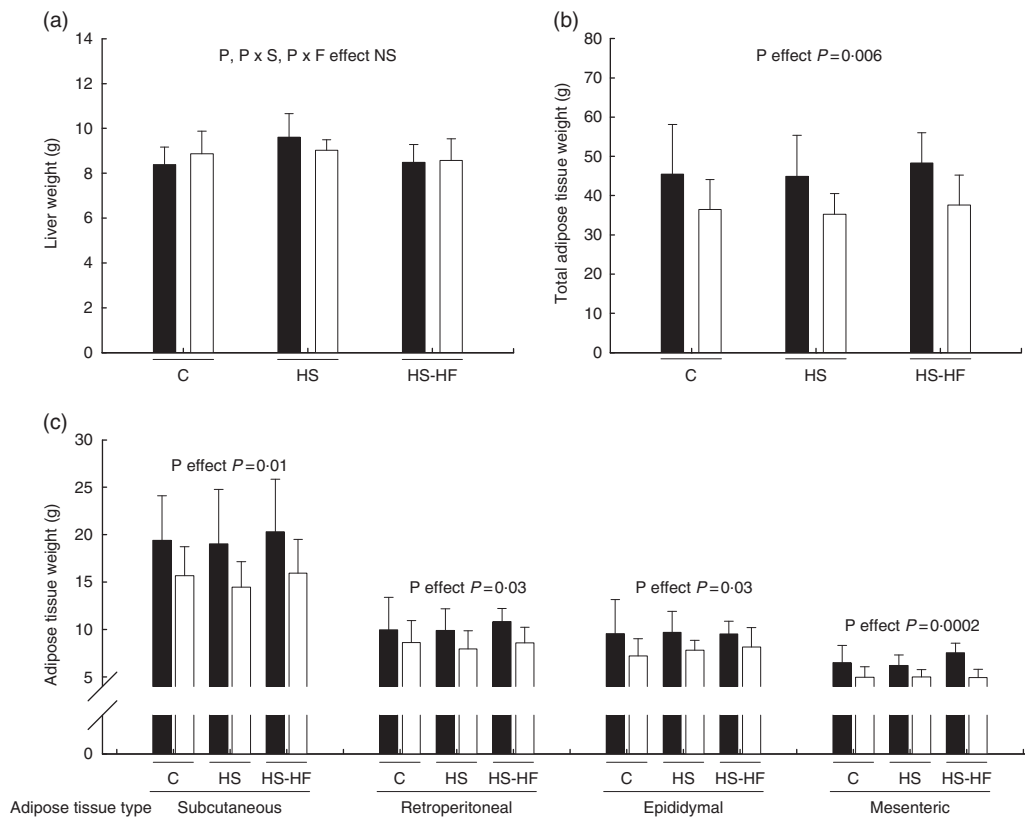 (a)
14
12
10
8
6
4
2
0
Liver weight (g)
P, P x S, P x F effect NS
C HS HS-HF
(b)
80
70
60
50
40
30
20
10
0
Total adipose tissue weight (g)
P effect P=0·006
C HS HS-HF
(c)
30
25
20
15
10
5
0
Adipose tissue weight (g)
P effect P=0·01
P effect P=0·03
P effect P=0·03
P effect P=0·0002
C HS HS-HF C HS HS-HF C HS HS-HF C HS HS-HF
Adipose tissue type Subcutaneous Retroperitoneal Epididymal Mesenteric